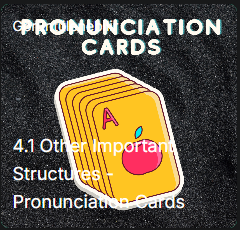 PRONUNCIATION
CARDS
A
4.1 Other Important
Structures -
Pronunciation Cards